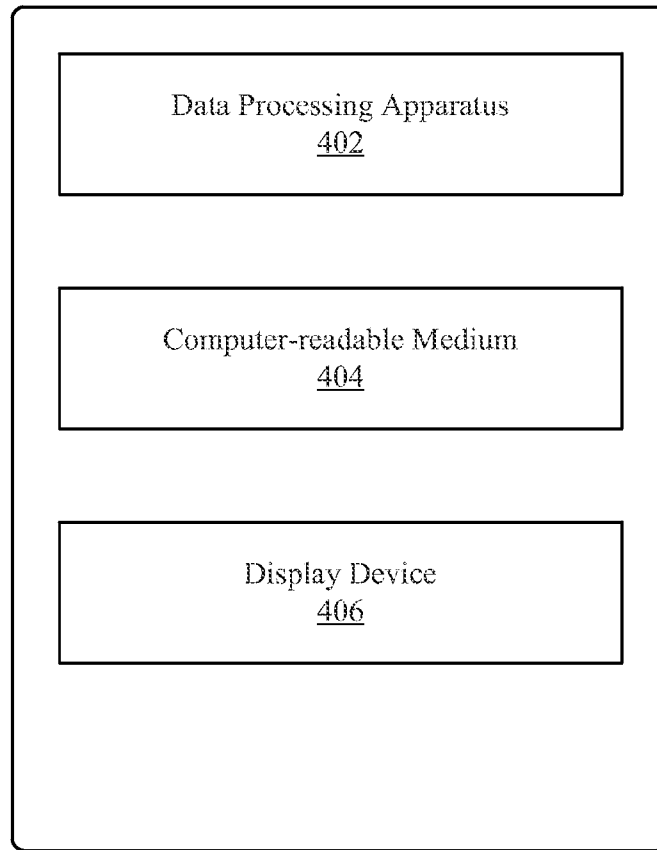 Data Processing Apparatus
402
Computer-readable Medium
404
Display Device
406